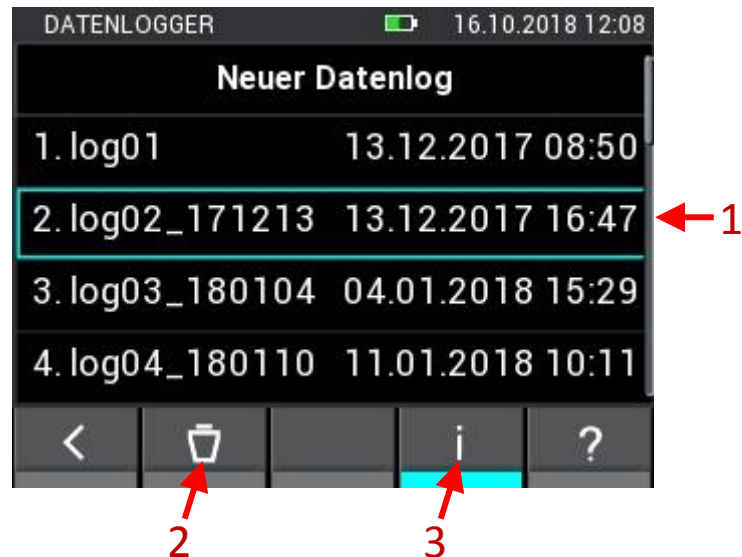 DATENLOGGER 16.10.2018 12:08
Neuer Datenlog
1. log01 13.12.2017 08:50
2. log02_171213 13.12.2017 16:47 1
3. log03_180104 04.01.2018 15:29
4. log04_180110 11.01.2018 10:11
< i ?
2 3